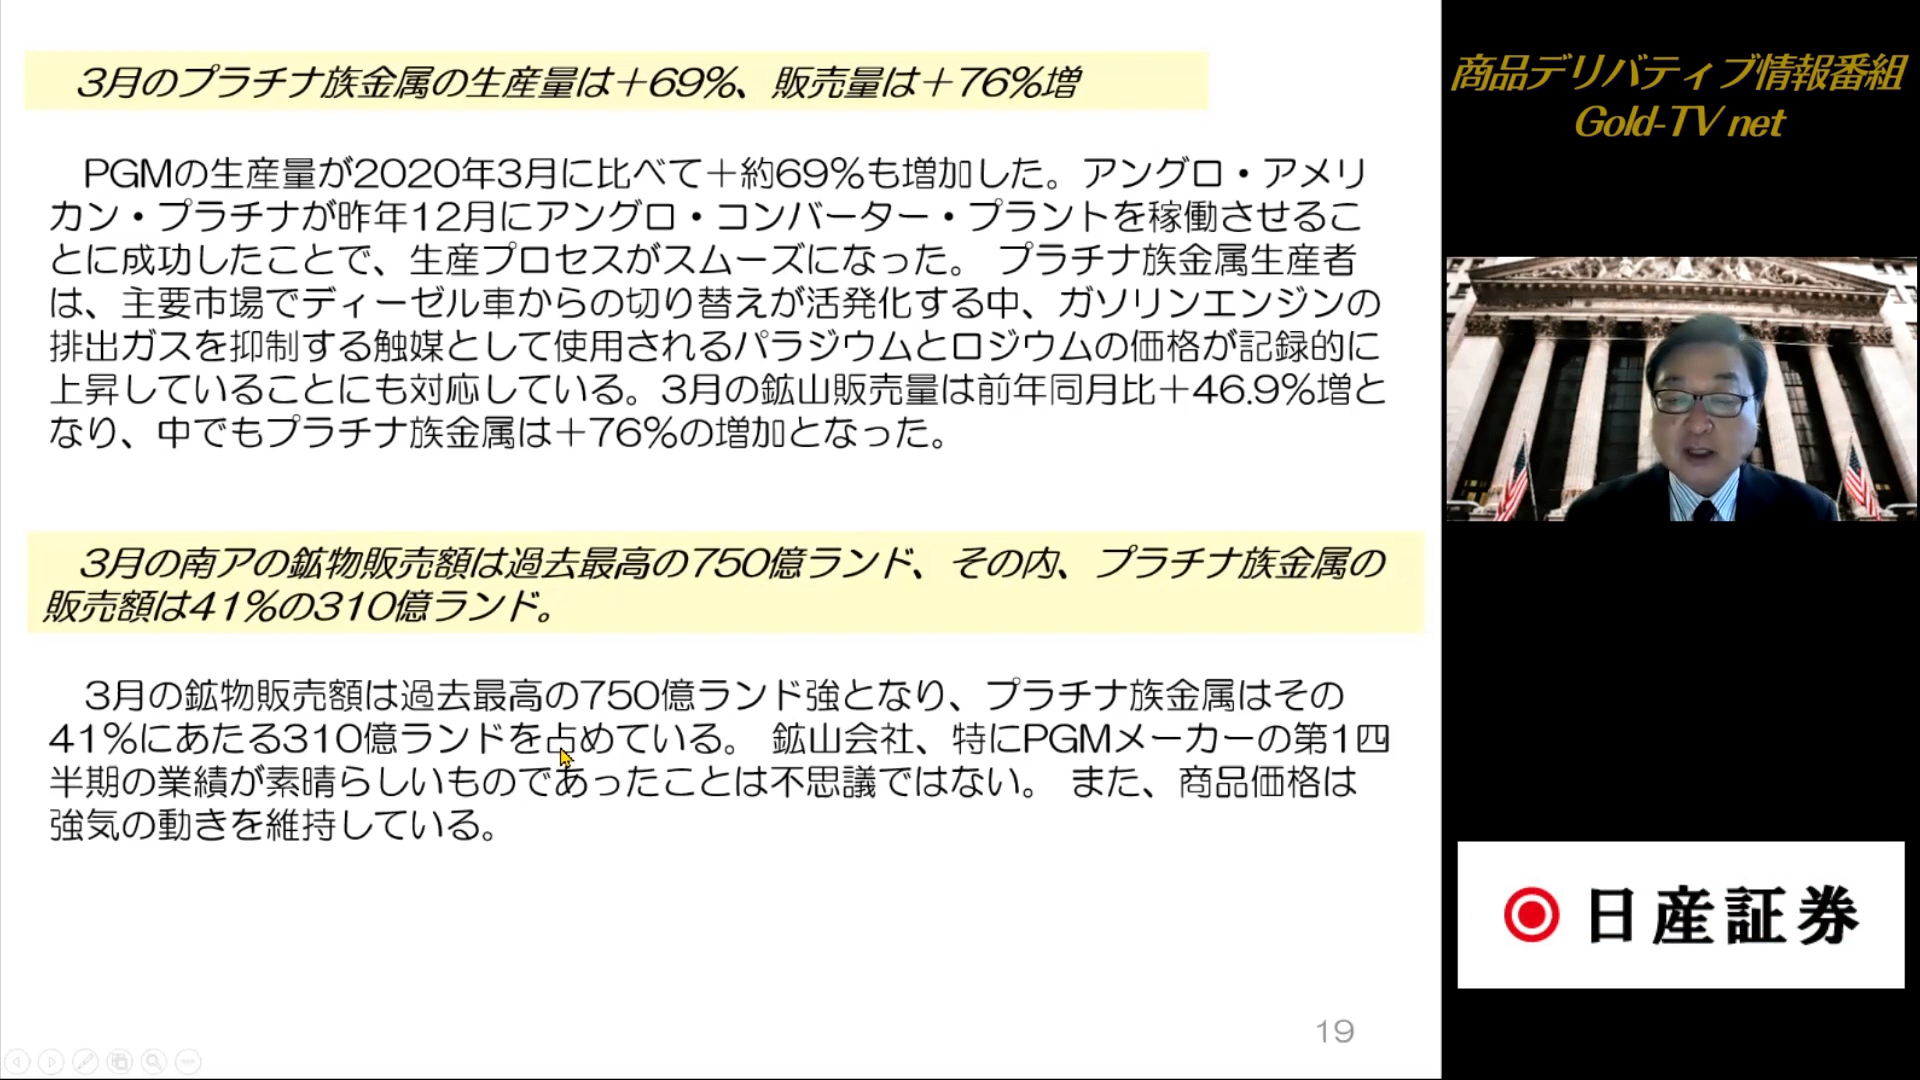 3月のプラチナ族金属の生産量は＋69%、販売量は＋76%増
PGMの生産量が2020年3月に比べて＋約69%も増加した。アングロ・アメリ
カン・プラチナが昨年12月にアングロ・コンバーター・プラントを稼働させるこ
とに成功したことで、生産プロセスがスムーズになった。 プラチナ族金属生産者
は、主要市場でディーゼル車からの切り替えが活発化する中、ガソリンエンジンの
排出ガスを抑制する触媒として使用されるパラジウムとロジウムの価格が記録的に
上昇していることにも対応している。3月の鉱山販売量は前年同月比＋46.9%増と
なり、中でもプラチナ族金属は＋76%の増加となった。
3月の南アの鉱物販売額は過去最高の750億ランド、その内、プラチナ族金属の
販売額は41%の310億ランド。
3月の鉱物販売額は過去最高の750億ランド強となり、プラチナ族金属はその
41%にあたる310億ランドを占めている。 鉱山会社、特にPGMメーカーの第1四
半期の業績が素晴らしいものであったことは不思議ではない。 また、商品価格は
強気の動きを維持している。
19
商品デリバティブ情報番組
Gold-TV net
日産証券